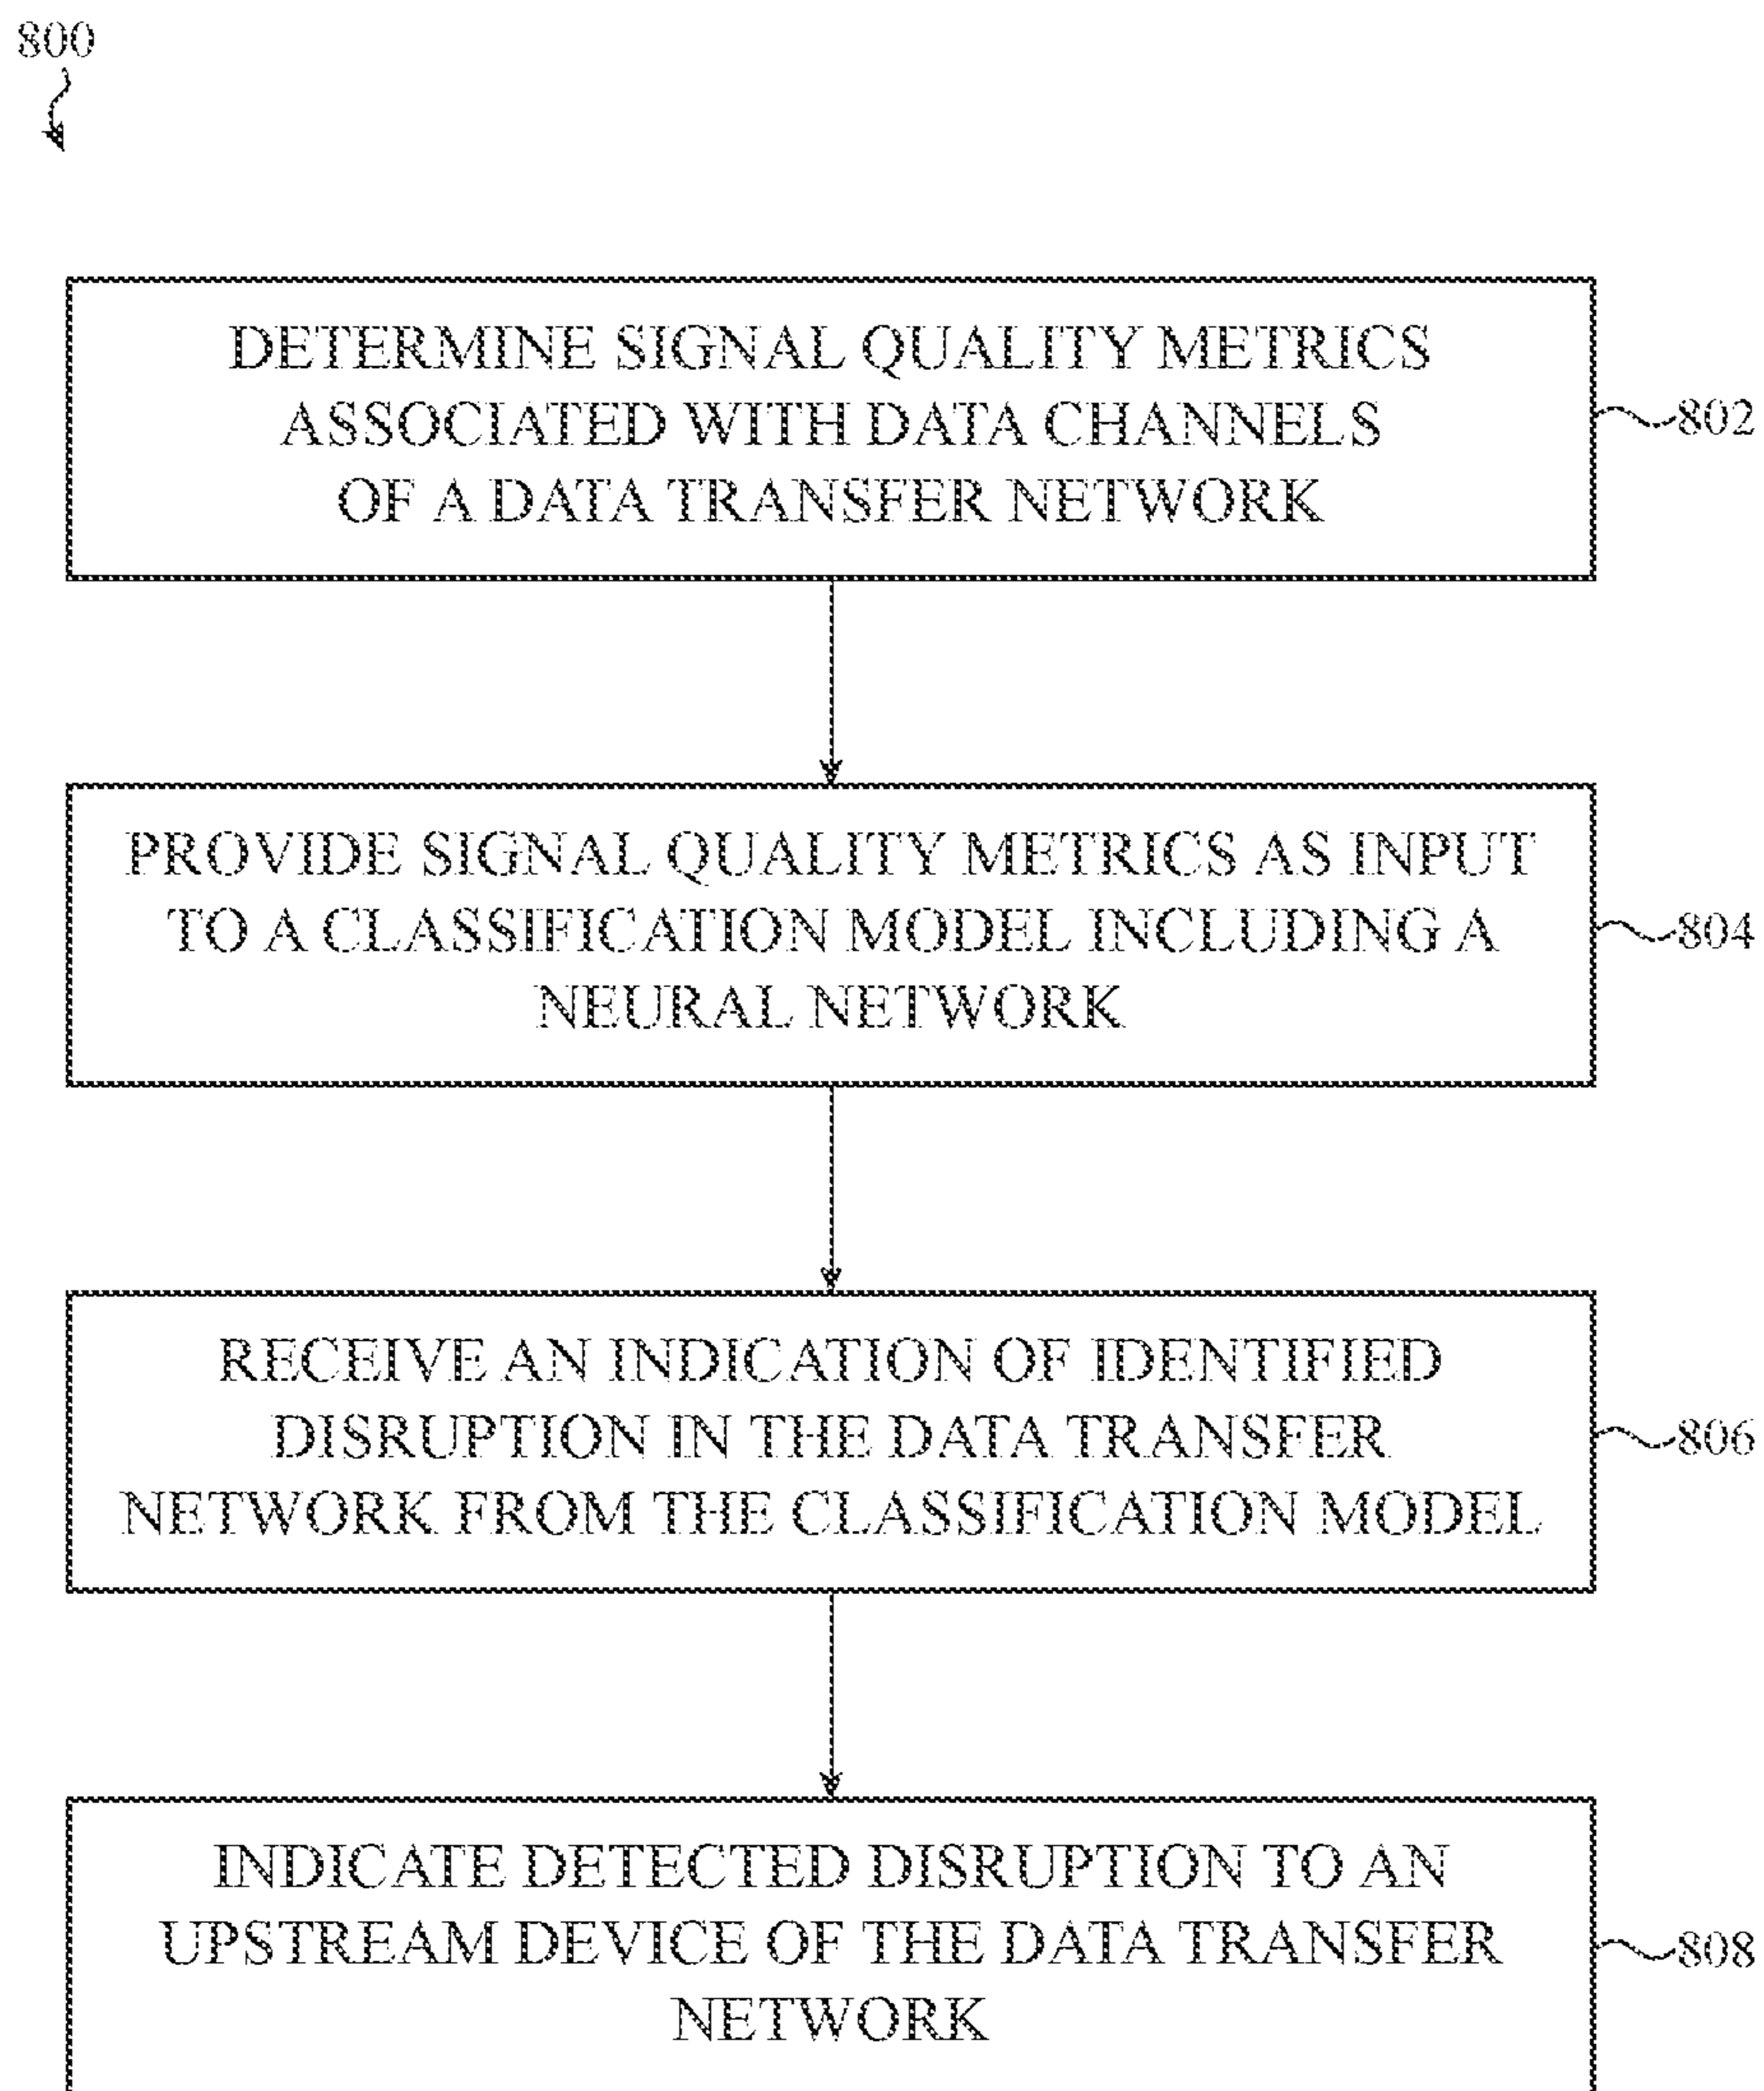 800
DETERMINE SIGNAL QUALITY METRICS
ASSOCIATED WITH DATA CHANNELS
OF A DATA TRANSFER NETWORK
802
PROVIDE SIGNAL QUALITY METRICS AS INPUT
TO A CLASSIFICATION MODEL INCLUDING A
NEURAL NETWORK
804
RECEIVE AN INDICATION OF IDENTIFIED
DISRUPTION IN THE DATA TRANSFER
NETWORK FROM THE CLASSIFICATION MODEL
806
INDICATE DETECTED DISRUPTION TO AN
UPSTREAM DEVICE OF THE DATA TRANSFER
NETWORK
808